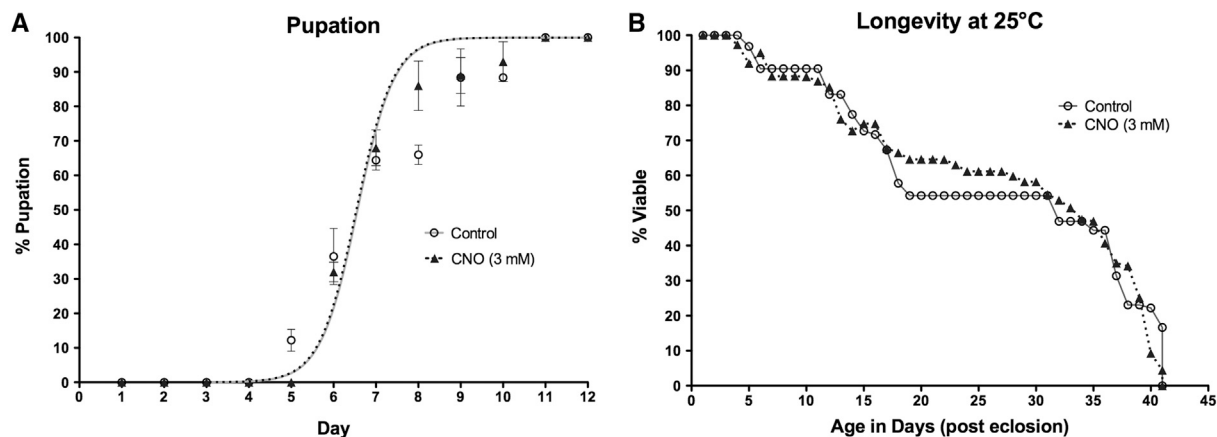 A
Pupation
100
90
80
70
60
50
40
30
20
10
0
% Pupation
Control
CNO (3 mM)
0 1 2 3 4 5 6 7 8 9 10 11 12
Day
B
Longevity at 25°C
100
90
80
70
60
50
40
30
20
10
0
% Viable
Control
CNO (3 mM)
0 5 10 15 20 25 30 35 40 45
Age in Days (post eclosion)